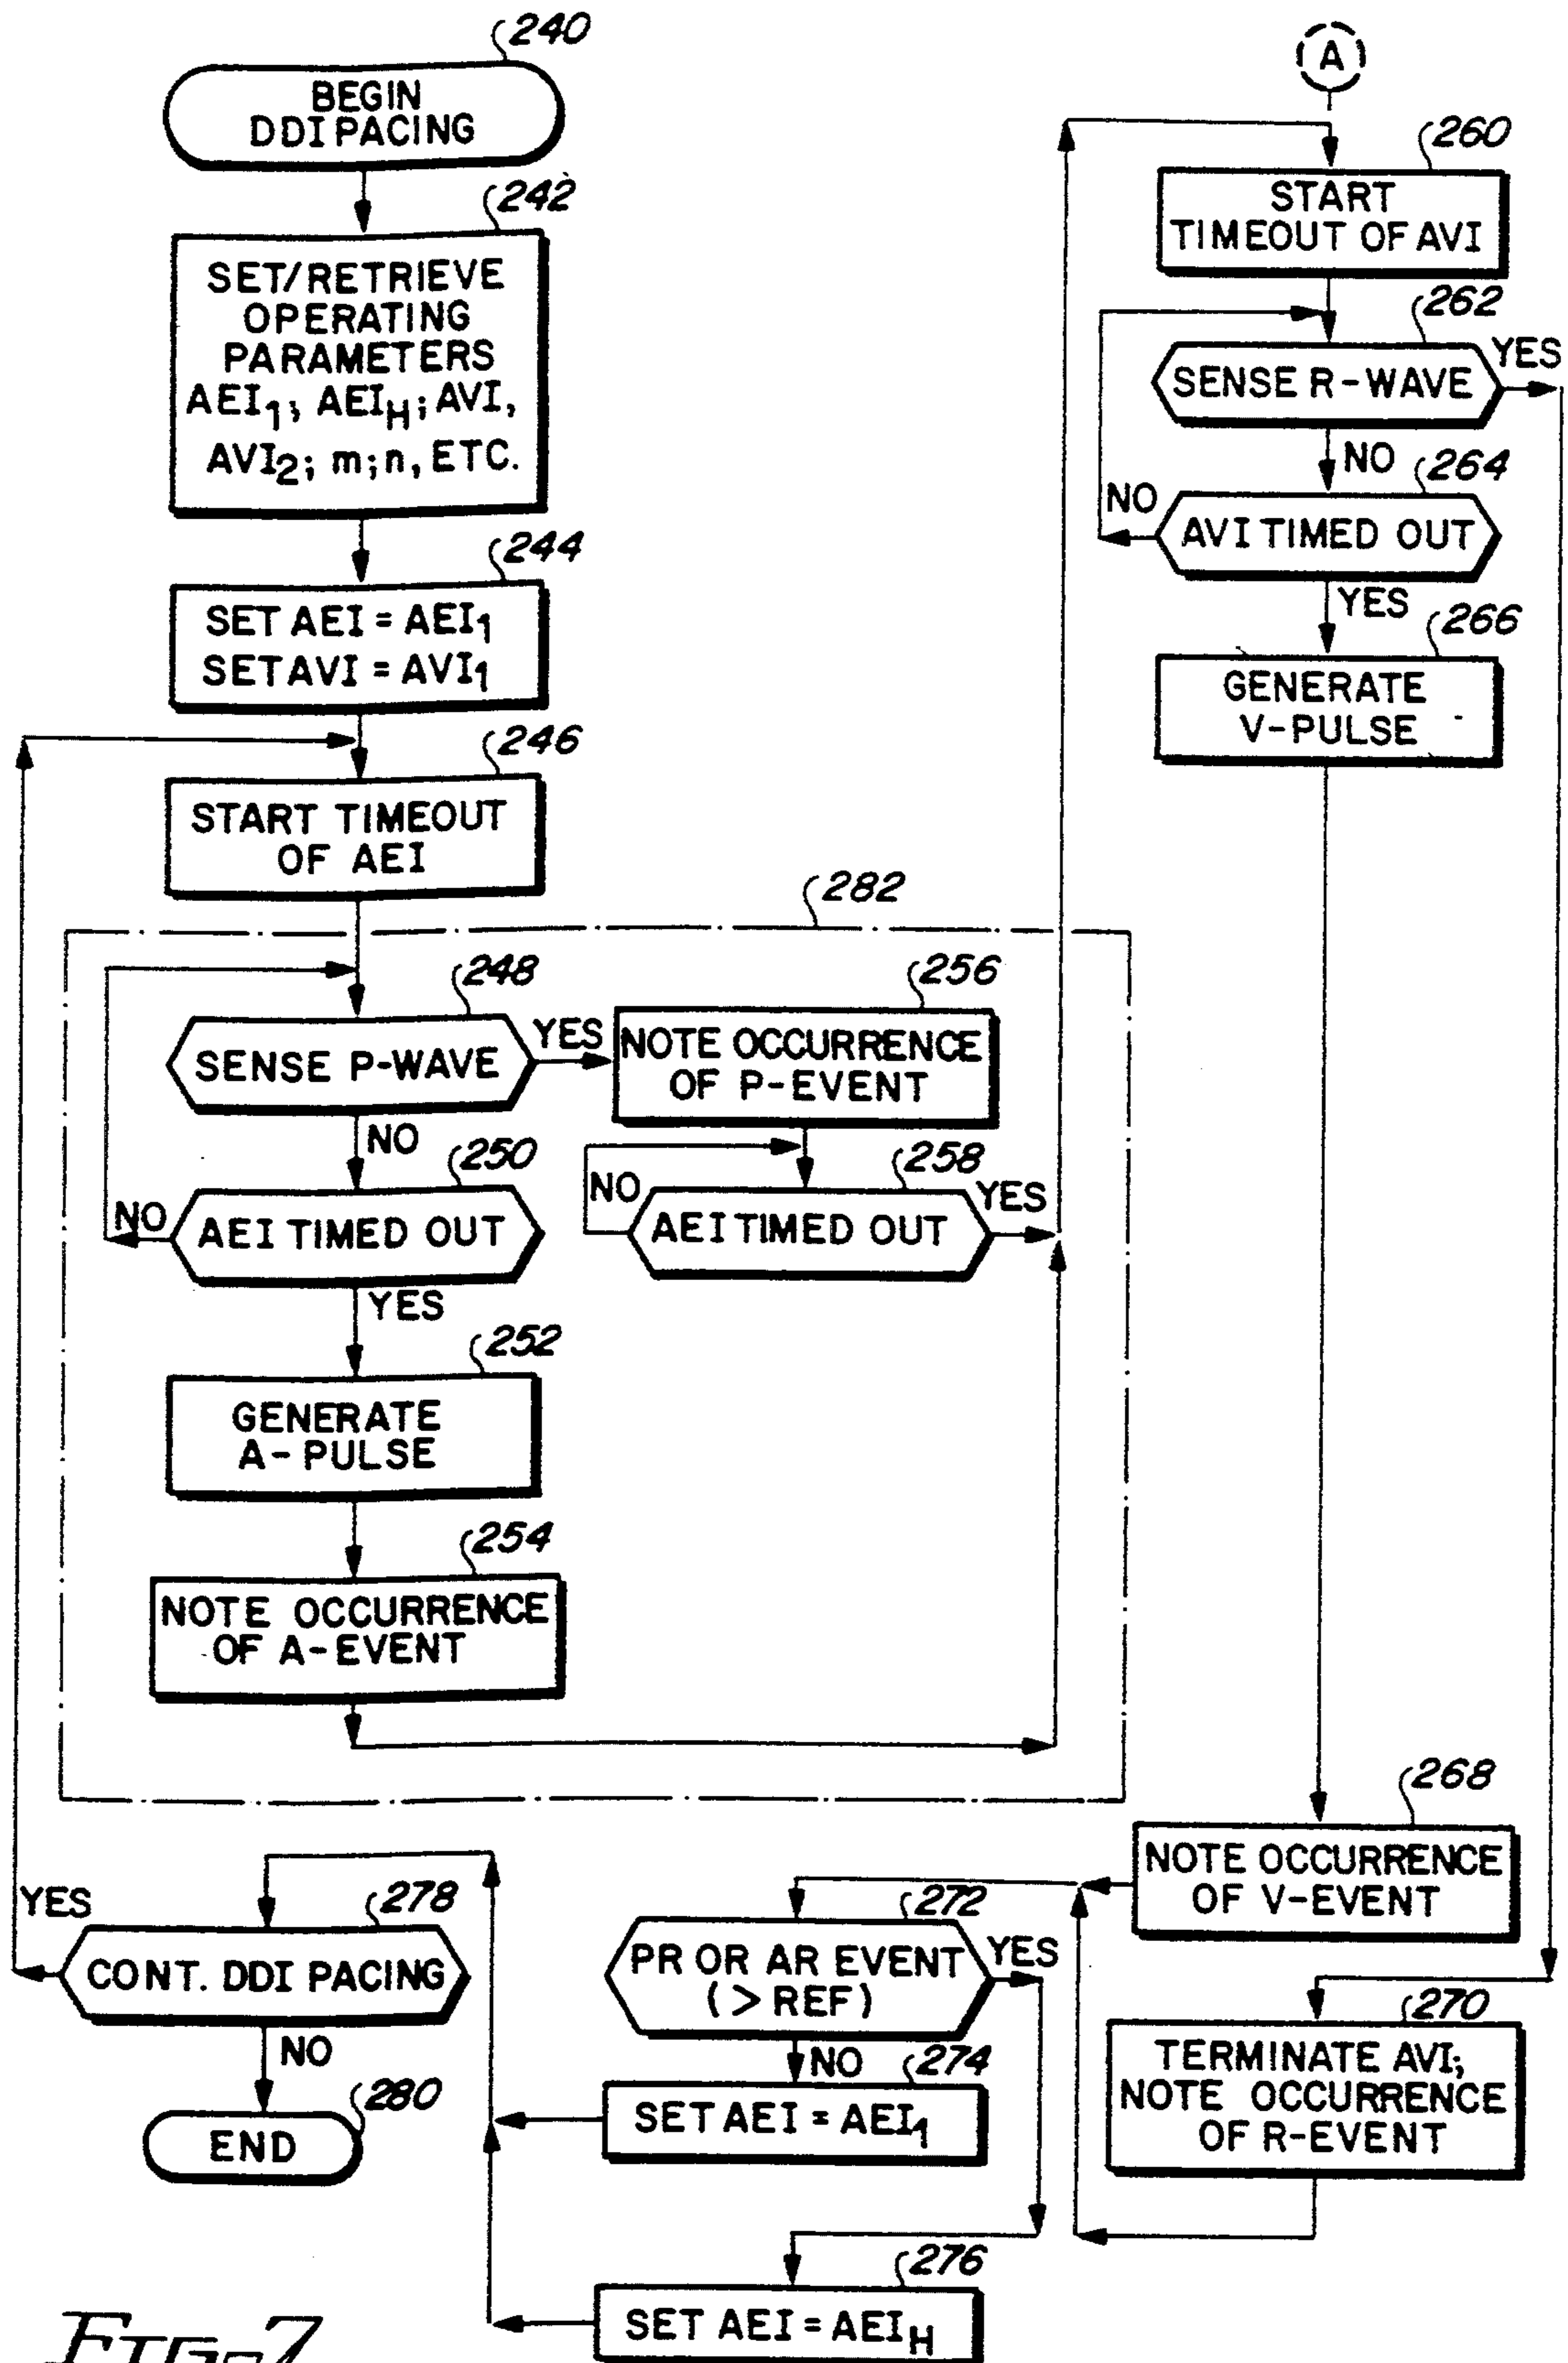 240
BEGIN
DDI PACING
242
SET/RETRIEVE
OPERATING
PARAMETERS
AEI1, AEIH; AVI,
AVI2; m; n, ETC.
244
SET AEI = AEI1
SET AVI = AVI1
246
START TIMEOUT
OF AEI
282
248
SENSE P-WAVE
YES
NO
256
NOTE OCCURRENCE
OF P-EVENT
250
AEI TIMED OUT
NO
YES
258
AEI TIMED OUT
NO
YES
252
GENERATE
A-PULSE
254
NOTE OCCURRENCE
OF A-EVENT
A
260
START
TIMEOUT OF AVI
262
SENSE R-WAVE
YES
NO
264
AVI TIMED OUT
NO
YES
266
GENERATE
V-PULSE
268
NOTE OCCURRENCE
OF V-EVENT
270
TERMINATE AVI;
NOTE OCCURRENCE
OF R-EVENT
272
PR OR AR EVENT
(> REF)
YES
NO
274
SET AEI = AEI1
276
SET AEI = AEIH
278
CONT. DDI PACING
YES
NO
280
END
FIG-7